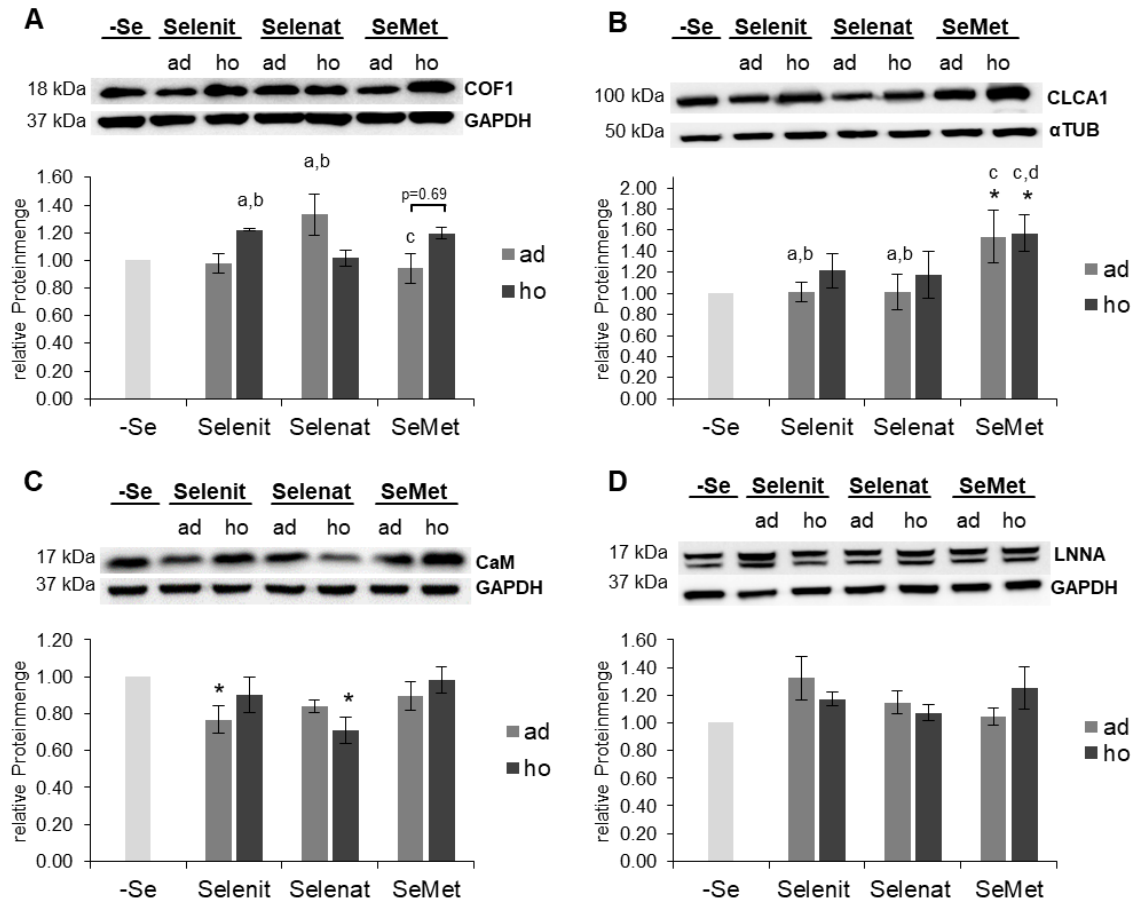 A
-Se Selenit Selenat SeMet
ad ho ad ho ad ho
18 kDa COF1
37 kDa GAPDH
relative Proteinmenge
1.60
1.40
1.20
1.00
0.80
0.60
0.40
0.20
0.00
a,b
a,b
c
p=0.69
ad
ho
-Se Selenit Selenat SeMet
B
-Se Selenit Selenat SeMet
ad ho ad ho ad ho
100 kDa CLCA1
50 kDa αTUB
relative Proteinmenge
2.00
1.80
1.60
1.40
1.20
1.00
0.80
0.60
0.40
0.20
0.00
a,b
a,b
c
*
c,d
*
ad
ho
-Se Selenit Selenat SeMet
C
-Se Selenit Selenat SeMet
ad ho ad ho ad ho
17 kDa CaM
37 kDa GAPDH
relative Proteinmenge
1.20
1.00
0.80
0.60
0.40
0.20
0.00
*
*
ad
ho
-Se Selenit Selenat SeMet
D
-Se Selenit Selenat SeMet
ad ho ad ho ad ho
17 kDa LNNA
37 kDa GAPDH
relative Proteinmenge
1.60
1.40
1.20
1.00
0.80
0.60
0.40
0.20
0.00
ad
ho
-Se Selenit Selenat SeMet